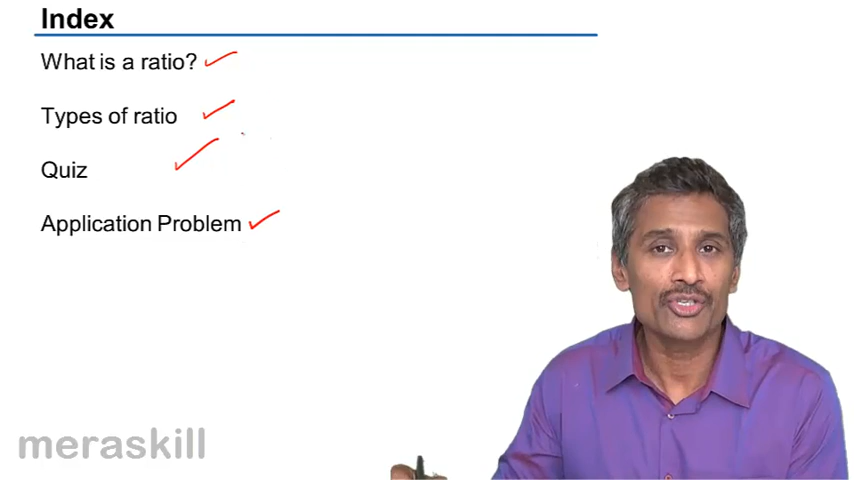 Index
What is a ratio?
Types of ratio
Quiz
Application Problem
meraskill